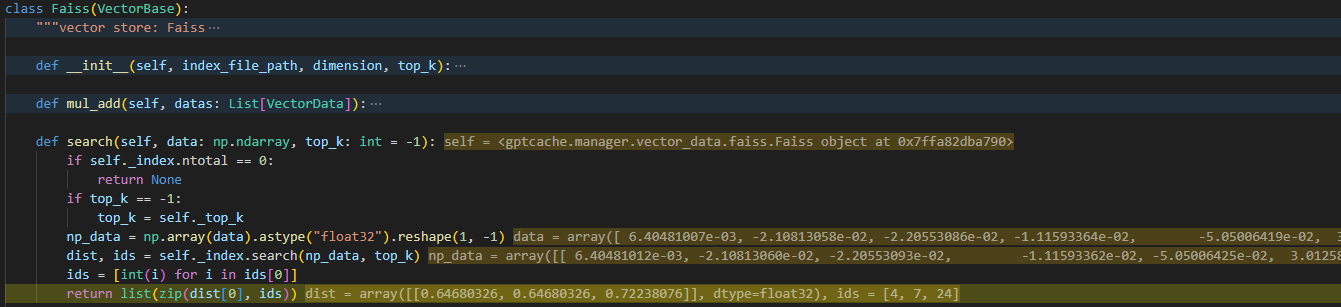 class Faiss(VectorBase):
"""vector store: Faiss ···
def __init__(self, index_file_path, dimension, top_k): ···
def mul_add(self, datas: List[VectorData]): ···
def search(self, data: np.ndarray, top_k: int = -1): self = <gptcache.manager.vector_data.faiss.Faiss object at 0x7ffa82dba790>
if self._index.ntotal == 0:
return None
if top_k == -1:
top_k = self._top_k
np_data = np.array(data).astype("float32").reshape(1, -1) data = array([ 6.40481007e-03, -2.10813058e-02, -2.20553086e-02, -1.11593364e-02, -5.05006419e-02, 3
dist, ids = self._index.search(np_data, top_k) np_data = array([[ 6.40481012e-03, -2.10813060e-02, -2.20553093e-02, -1.11593362e-02, -5.05006425e-02, 3.01258
ids = [int(i) for i in ids[0]]
return list(zip(dist[0], ids)) dist = array([[0.64680326, 0.64680326, 0.72238076]], dtype=float32), ids = [4, 7, 24]